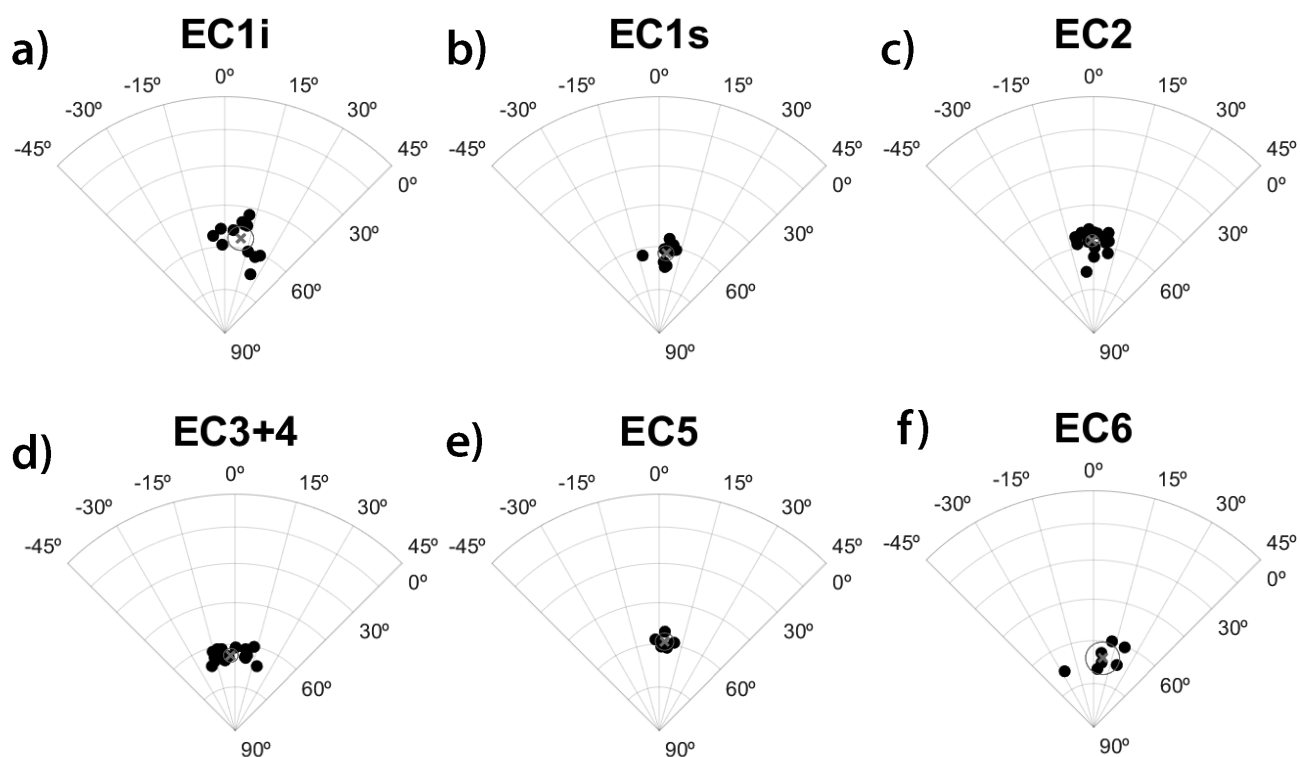 a) EC1i
0º
-15º 15º
-30º 30º
-45º 45º
0º
30º
60º
90º
b) EC1s
0º
-15º 15º
-30º 30º
-45º 45º
0º
30º
60º
90º
c) EC2
0º
-15º 15º
-30º 30º
-45º 45º
0º
30º
60º
90º
d) EC3+4
0º
-15º 15º
-30º 30º
-45º 45º
0º
30º
60º
90º
e) EC5
0º
-15º 15º
-30º 30º
-45º 45º
0º
30º
60º
90º
f) EC6
0º
-15º 15º
-30º 30º
-45º 45º
0º
30º
60º
90º